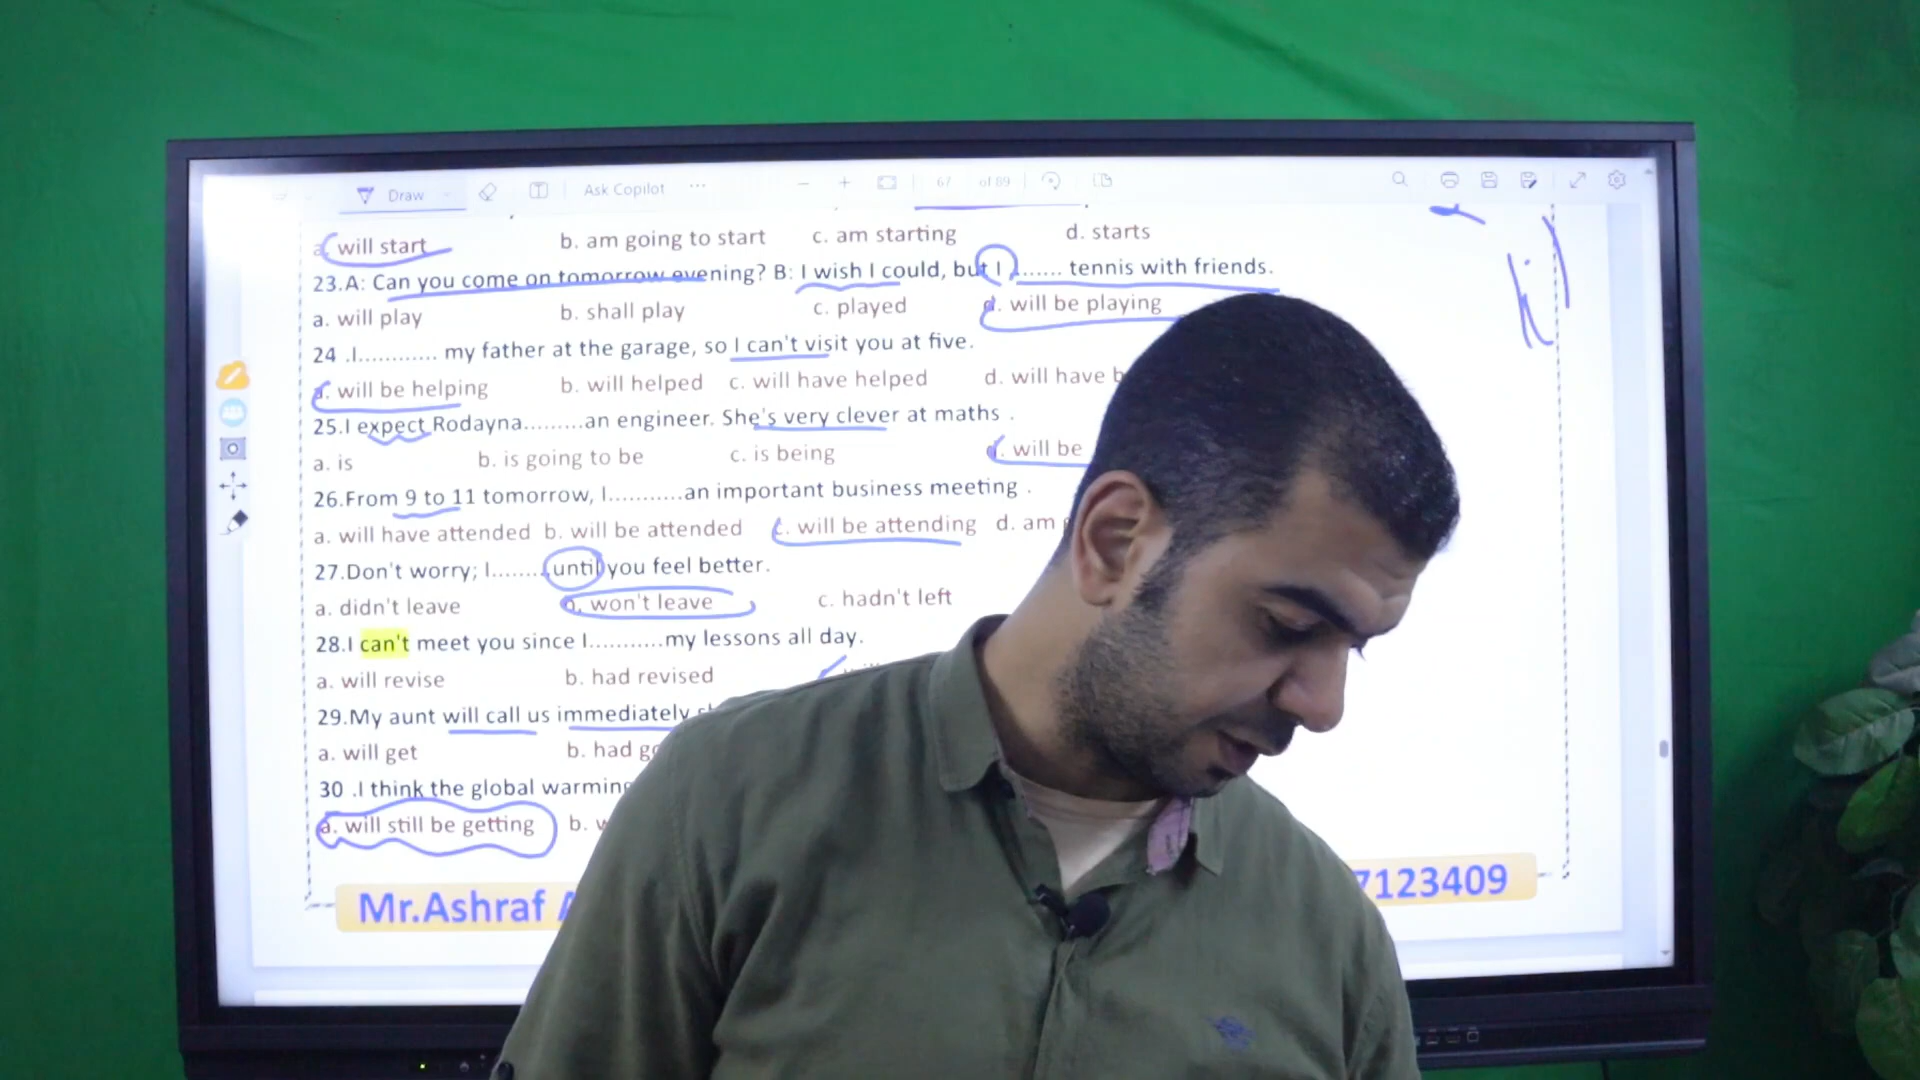 Draw
Ask Copilot
67 of 89
a. will start b. am going to start c. am starting d. starts
23.A: Can you come on tomorrow evening? B: I wish I could, but I ........ tennis with friends.
a. will play b. shall play c. played d. will be playing
24 .I............ my father at the garage, so I can't visit you at five.
a. will be helping b. will helped c. will have helped d. will have
25.I expect Rodayna.........an engineer. She's very clever at maths .
a. is b. is going to be c. is being d. will be
26.From 9 to 11 tomorrow, I...........an important business meeting .
a. will have attended b. will be attended c. will be attending d. am
27.Don't worry; I........ until you feel better.
a. didn't leave b. won't leave c. hadn't left
28.I can't meet you since I...........my lessons all day.
a. will revise b. had revised
29.My aunt will call us immediately
a. will get b. had
30 .I think the global warming
a. will still be getting b.
Mr.Ashraf 7123409